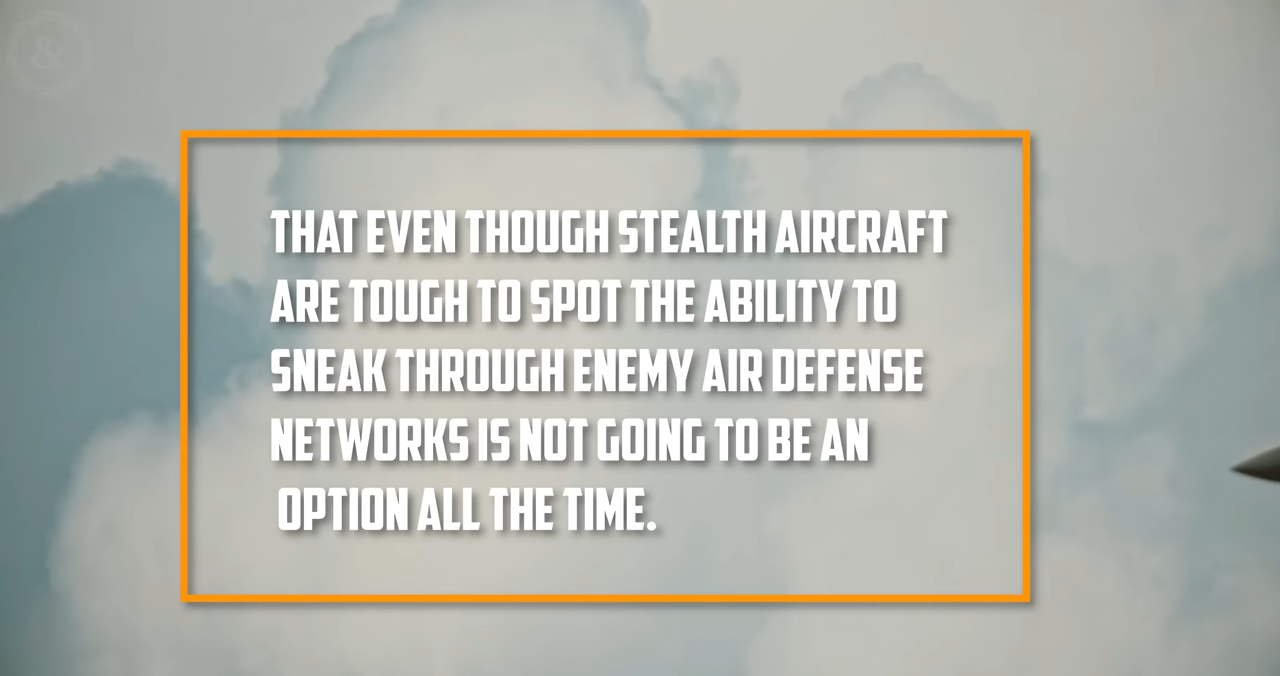 &
THAT EVEN THOUGH STEALTH AIRCRAFT
ARE TOUGH TO SPOT THE ABILITY TO
SNEAK THROUGH ENEMY AIR DEFENSE
NETWORKS IS NOT GOING TO BE AN
OPTION ALL THE TIME.